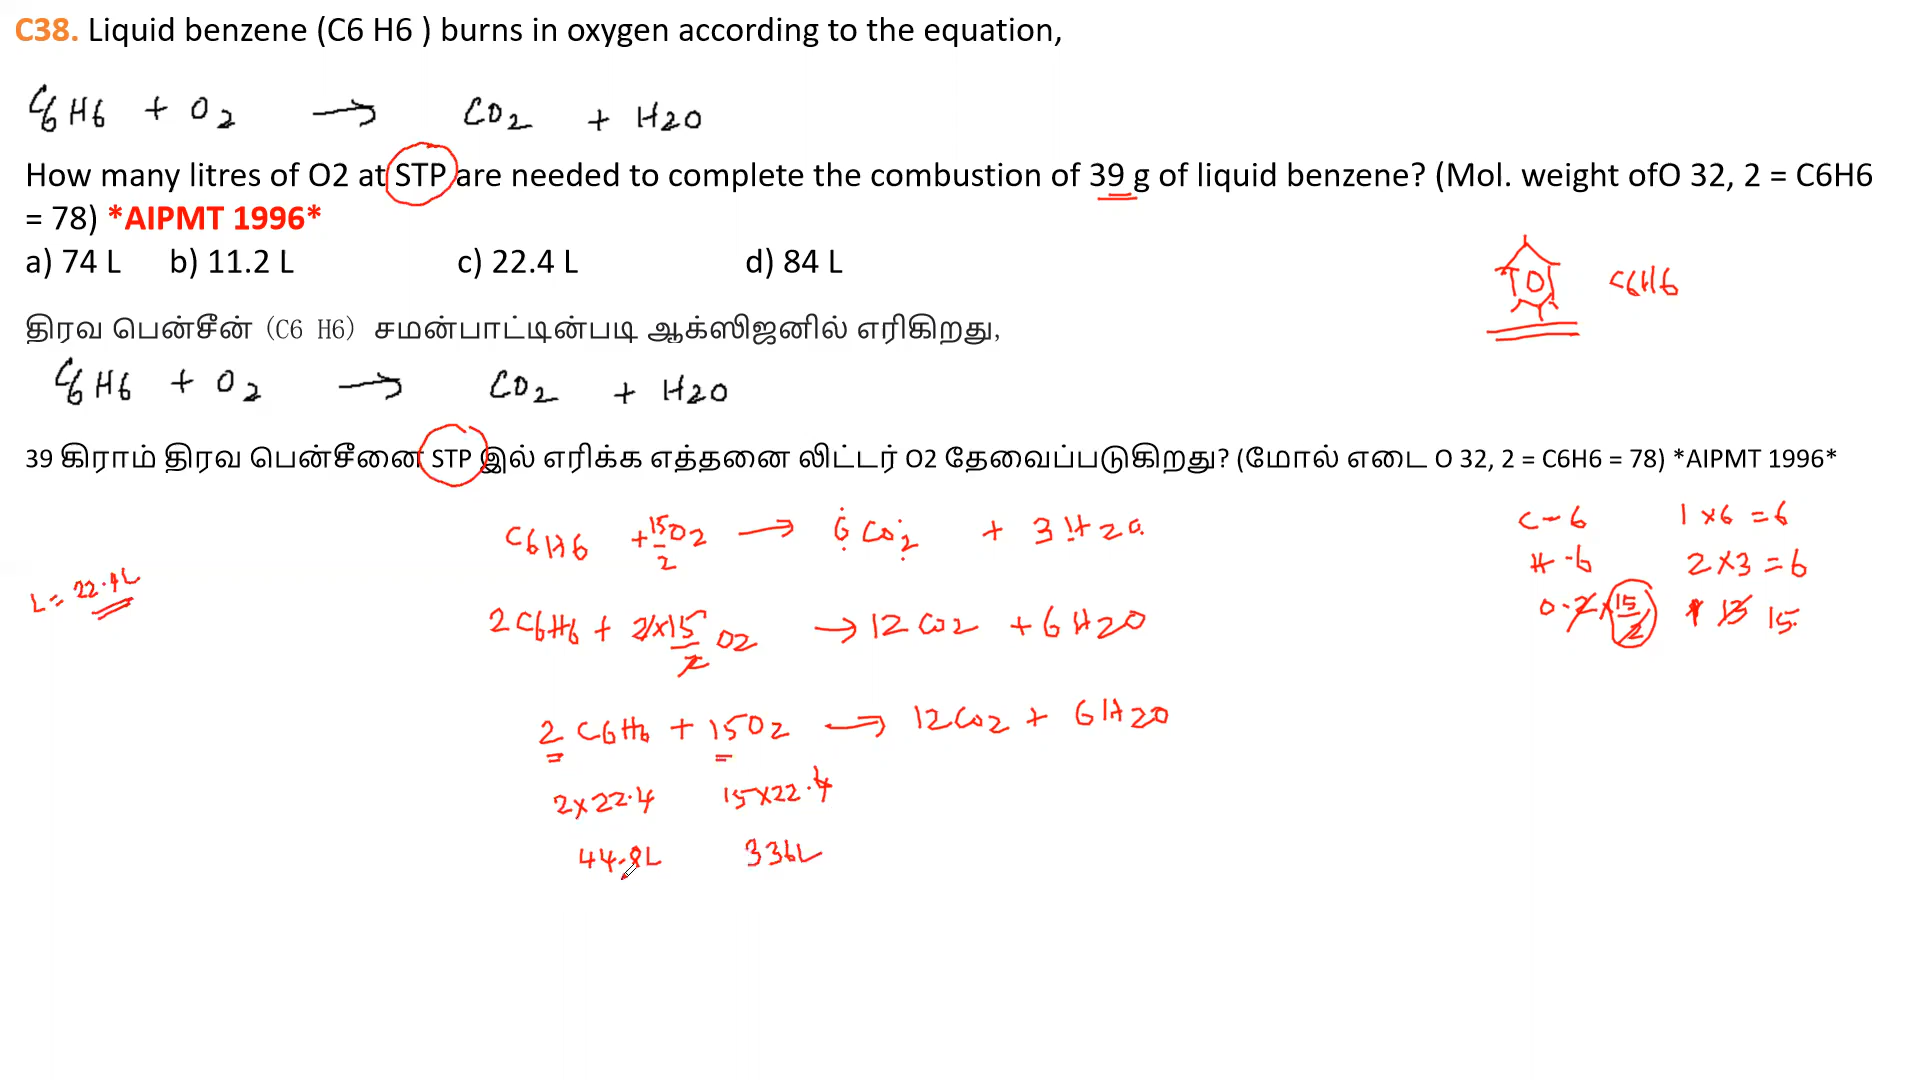 C38. Liquid benzene (C6 H6 ) burns in oxygen according to the equation,
C6H6 + O2 → CO2 + H2O
How many litres of O2 at STP are needed to complete the combustion of 39 g of liquid benzene? (Mol. weight ofO 32, 2 = C6H6
= 78) *AIPMT 1996*
a) 74 L b) 11.2 L c) 22.4 L d) 84 L
C6H6
திரவ பென்சீன் (C6 H6) சமன்பாட்டின்படி ஆக்ஸிஜனில் எரிகிறது,
C6H6 + O2 → CO2 + H2O
39 கிராம் திரவ பென்சீனை STP இல் எரிக்க எத்தனை லிட்டர் O2 தேவைப்படுகிறது? (மோல் எடை O 32, 2 = C6H6 = 78) *AIPMT 1996*
C6H6 + 15/2 O2 → 6CO2 + 3H2O
C - 6 1 × 6 = 6
H - 6 2 × 3 = 6
L = 22.4L
O - 2 × 15/2 15
2C6H6 + 2×15/2 O2 → 12CO2 + 6H2O
2C6H6 + 15O2 → 12CO2 + 6H2O
2×22.4 15×22.4
44.8L 336L